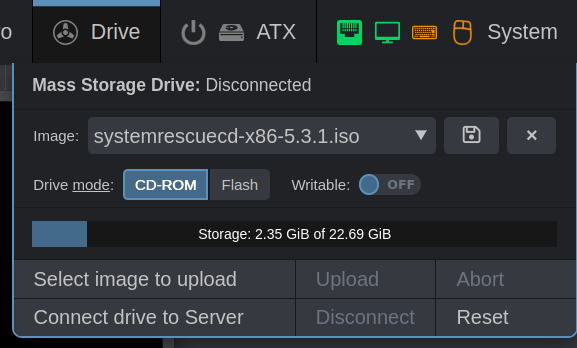 o Drive ATX System
Mass Storage Drive: Disconnected
Image: systemrescuecd-x86-5.3.1.iso ×
Drive mode: CD-ROM Flash Writable: OFF
Storage: 2.35 GiB of 22.69 GiB
Select image to upload Upload Abort
Connect drive to Server Disconnect Reset